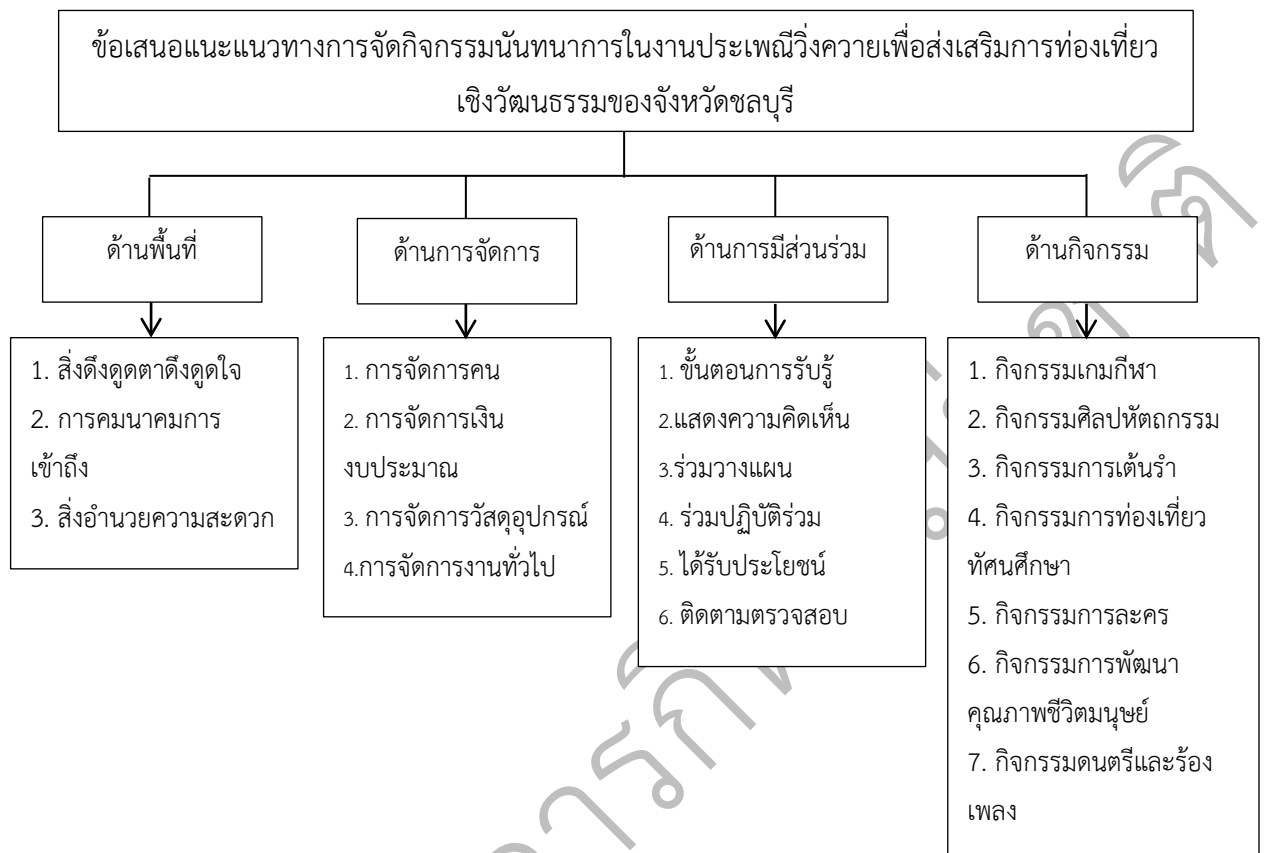 ข้อเสนอแนะแนวทางการจัดกิจกรรมนันทนาการในงานประเพณีวิ่งควายเพื่อส่งเสริมการท่องเที่ยว
เชิงวัฒนธรรมของจังหวัดชลบุรี
ด้านพื้นที่
1. สิ่งดึงดูดตาดึงดูดใจ
2. การคมนาคมการ
เข้าถึง
3. สิ่งอำนวยความสะดวก
ด้านการจัดการ
1. การจัดการคน
2. การจัดการเงิน
งบประมาณ
3. การจัดการวัสดุอุปกรณ์
4.การจัดการงานทั่วไป
ด้านการมีส่วนร่วม
1. ขั้นตอนการรับรู้
2.แสดงความคิดเห็น
3.ร่วมวางแผน
4. ร่วมปฏิบัติร่วม
5. ได้รับประโยชน์
6. ติดตามตรวจสอบ
ด้านกิจกรรม
1. กิจกรรมเกมกีฬา
2. กิจกรรมศิลปหัตถกรรม
3. กิจกรรมการเต้นรำ
4. กิจกรรมการท่องเที่ยว
ทัศนศึกษา
5. กิจกรรมการละคร
6. กิจกรรมการพัฒนา
คุณภาพชีวิตมนุษย์
7. กิจกรรมดนตรีและร้อง
เพลง